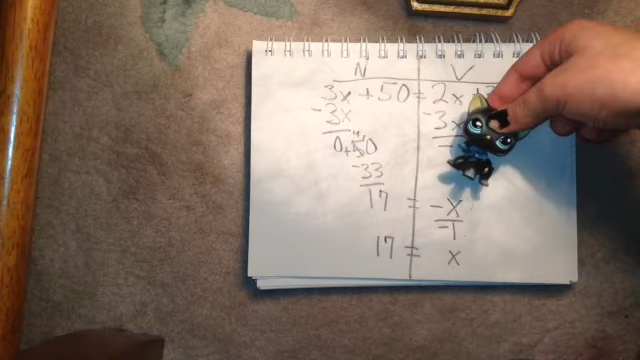 N V
3x + 50 = 2x +
-3x -3x
0 + 50
-33
17 = -x
-1
17 = x